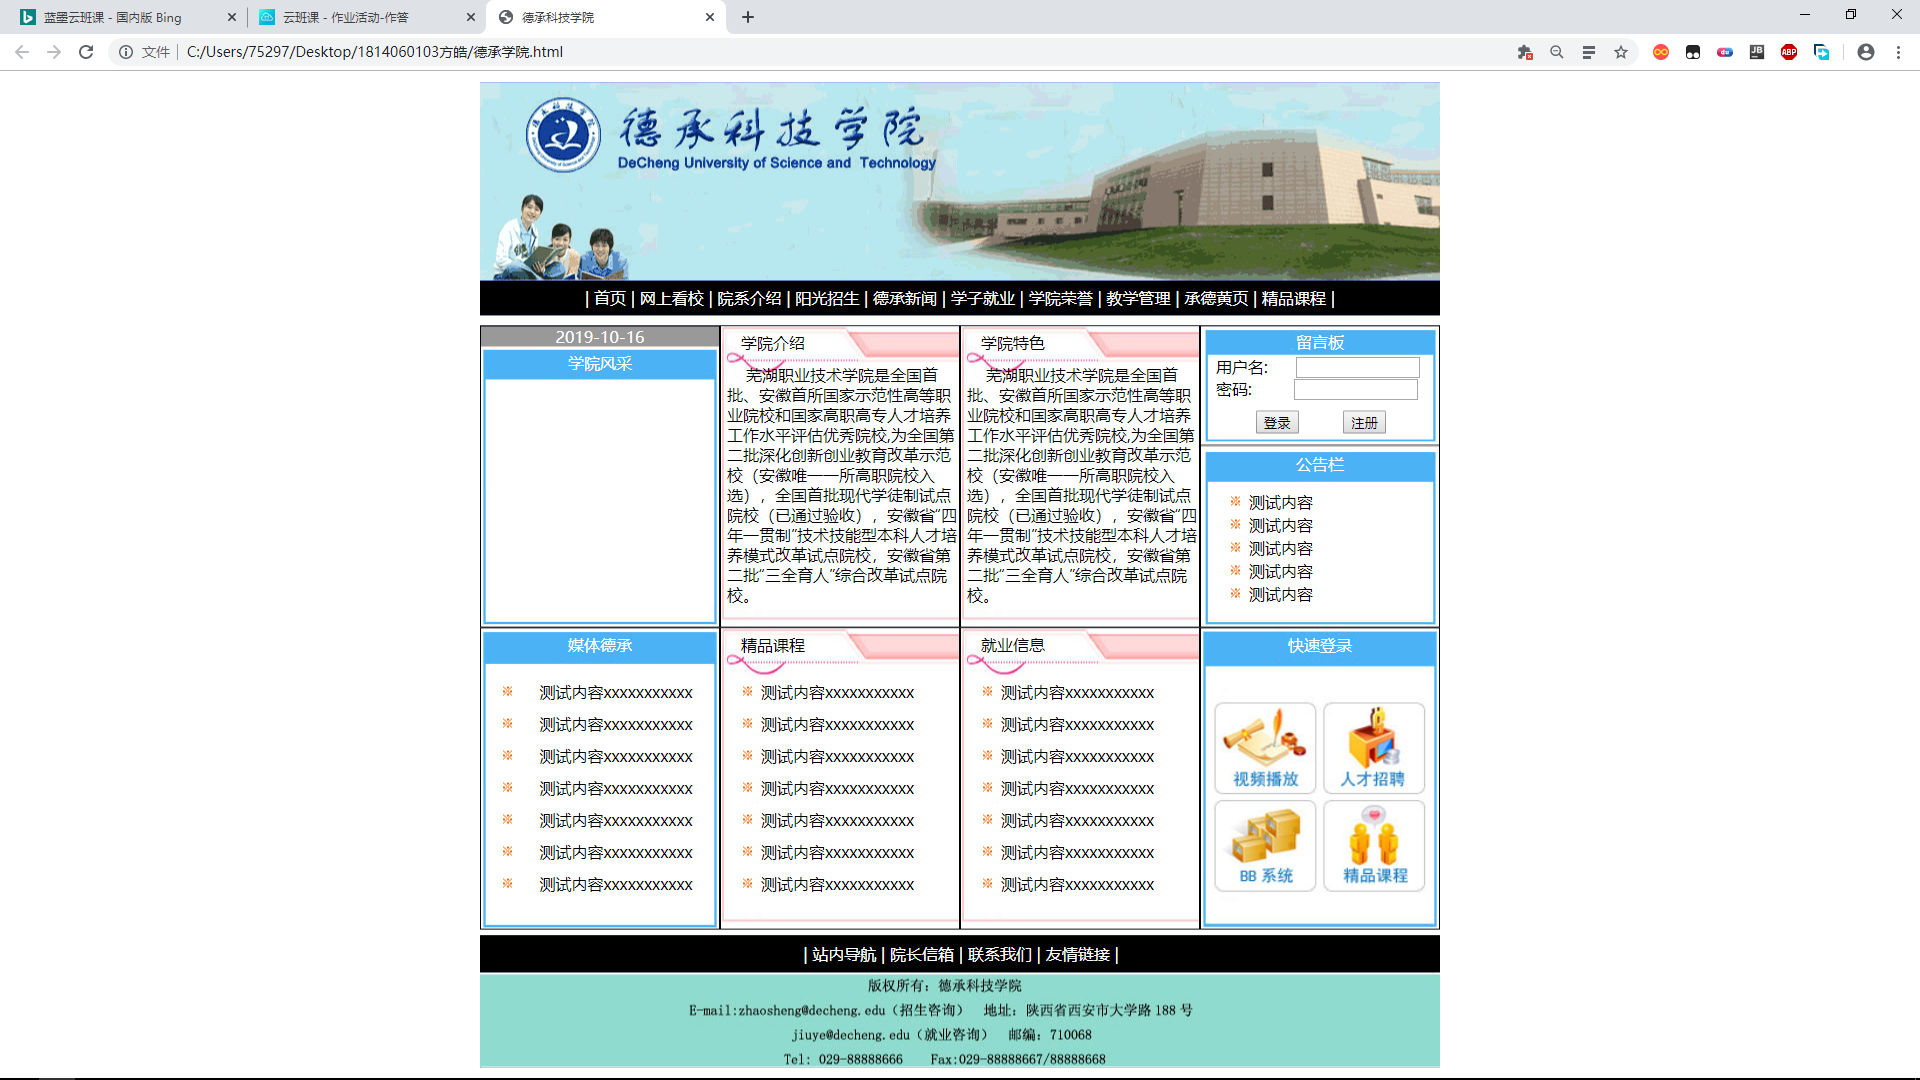 蓝墨云班课 - 国内版 Bing
云班课 - 作业活动-作答
德承科技学院
文件 | C:/Users/75297/Desktop/1814060103方皓/德承学院.html
德承科技学院
DeCheng University of Science and Technology
| 首页 | 网上看校 | 院系介绍 | 阳光招生 | 德承新闻 | 学子就业 | 学院荣誉 | 教学管理 | 承德黄页 | 精品课程 |
2019-10-16
学院风采
学院介绍
芜湖职业技术学院是全国首
批、安徽首所国家示范性高等职
业院校和国家高职高专人才培养
工作水平评估优秀院校,为全国第
二批深化创新创业教育改革示范
校（安徽唯一一所高职院校入
选），全国首批现代学徒制试点
院校（已通过验收），安徽省“四
年一贯制”技术技能型本科人才培
养模式改革试点院校，安徽省第
二批“三全育人”综合改革试点院
校。
学院特色
芜湖职业技术学院是全国首
批、安徽首所国家示范性高等职
业院校和国家高职高专人才培养
工作水平评估优秀院校,为全国第
二批深化创新创业教育改革示范
校（安徽唯一一所高职院校入
选），全国首批现代学徒制试点
院校（已通过验收），安徽省“四
年一贯制”技术技能型本科人才培
养模式改革试点院校，安徽省第
二批“三全育人”综合改革试点院
校。
留言板
用户名:
密码:
登录 注册
公告栏
※ 测试内容
※ 测试内容
※ 测试内容
※ 测试内容
※ 测试内容
媒体德承
※ 测试内容xxxxxxxxxxx
※ 测试内容xxxxxxxxxxx
※ 测试内容xxxxxxxxxxx
※ 测试内容xxxxxxxxxxx
※ 测试内容xxxxxxxxxxx
※ 测试内容xxxxxxxxxxx
※ 测试内容xxxxxxxxxxx
精品课程
※ 测试内容xxxxxxxxxxx
※ 测试内容xxxxxxxxxxx
※ 测试内容xxxxxxxxxxx
※ 测试内容xxxxxxxxxxx
※ 测试内容xxxxxxxxxxx
※ 测试内容xxxxxxxxxxx
※ 测试内容xxxxxxxxxxx
就业信息
※ 测试内容xxxxxxxxxxx
※ 测试内容xxxxxxxxxxx
※ 测试内容xxxxxxxxxxx
※ 测试内容xxxxxxxxxxx
※ 测试内容xxxxxxxxxxx
※ 测试内容xxxxxxxxxxx
※ 测试内容xxxxxxxxxxx
快速登录
视频播放 人才招聘
BB 系统 精品课程
| 站内导航 | 院长信箱 | 联系我们 | 友情链接 |
版权所有：德承科技学院
E-mail:zhaosheng@decheng.edu（招生咨询） 地址：陕西省西安市大学路 188 号
jiuye@decheng.edu（就业咨询） 邮编：710068
Tel: 029-88888666 Fax:029-88888667/88888668